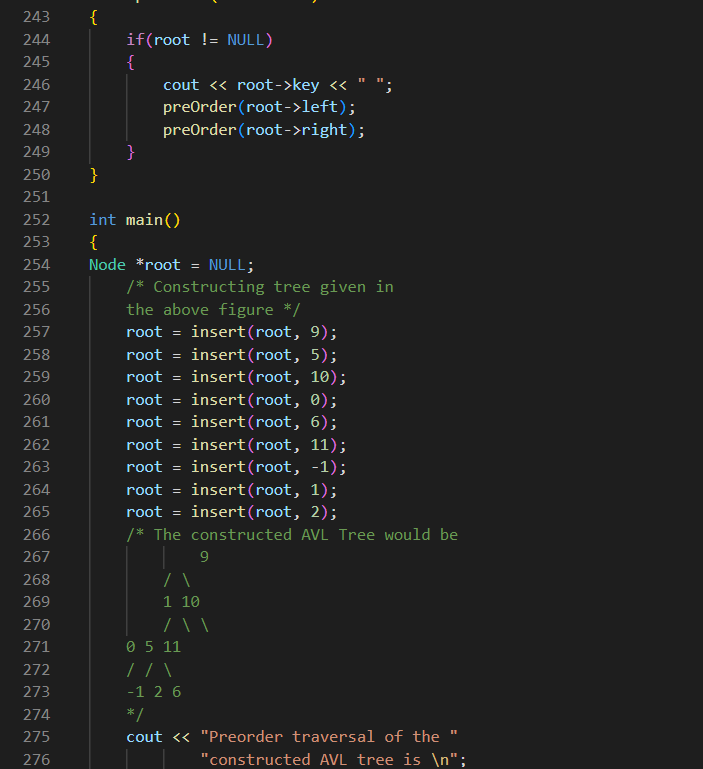 243 {
244 if(root != NULL)
245 {
246 cout << root->key << " ";
247 preOrder(root->left);
248 preOrder(root->right);
249 }
250 }
251
252 int main()
253 {
254 Node *root = NULL;
255 /* Constructing tree given in
256 the above figure */
257 root = insert(root, 9);
258 root = insert(root, 5);
259 root = insert(root, 10);
260 root = insert(root, 0);
261 root = insert(root, 6);
262 root = insert(root, 11);
263 root = insert(root, -1);
264 root = insert(root, 1);
265 root = insert(root, 2);
266 /* The constructed AVL Tree would be
267 9
268 / \
269 1 10
270 / \ \
271 0 5 11
272 / / \
273 -1 2 6
274 */
275 cout << "Preorder traversal of the "
276 "constructed AVL tree is \n";